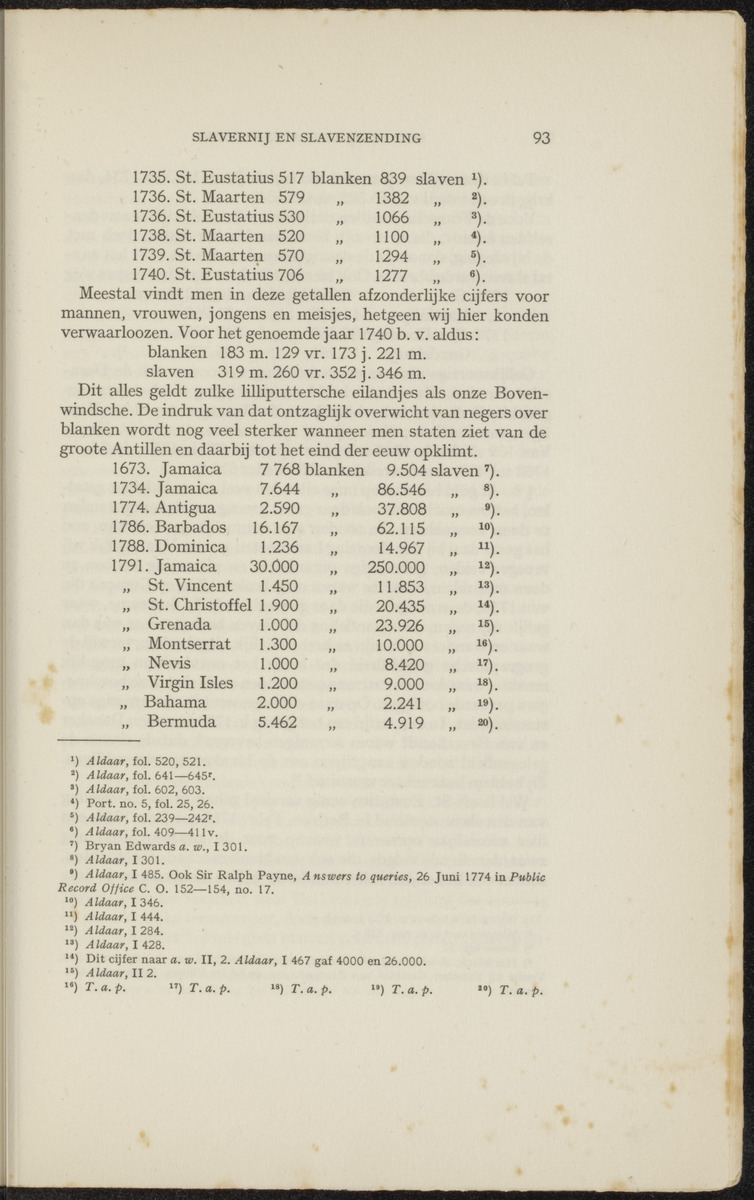 SLAVERNIJ EN SLAVENZENDING 93
1735. St. Eustatius 517 blanken 839 slaven ¹).
1736. St. Maarten 579 „ 1382 „ ²).
1736. St. Eustatius 530 „ 1066 „ ³).
1738. St. Maarten 520 „ 1100 „ ⁴).
1739. St. Maarten 570 „ 1294 „ ⁵).
1740. St. Eustatius 706 „ 1277 „ ⁶).
Meestal vindt men in deze getallen afzonderlijke cijfers voor
mannen, vrouwen, jongens en meisjes, hetgeen wij hier konden
verwaarloozen. Voor het genoemde jaar 1740 b. v. aldus:
blanken 183 m. 129 vr. 173 j. 221 m.
slaven 319 m. 260 vr. 352 j. 346 m.
Dit alles geldt zulke lilliputtersche eilandjes als onze Boven-
windsche. De indruk van dat ontzaglijk overwicht van negers over
blanken wordt nog veel sterker wanneer men staten ziet van de
groote Antillen en daarbij tot het eind der eeuw opklimt.
1673. Jamaica 7 768 blanken 9.504 slaven ⁷).
1734. Jamaica 7.644 „ 86.546 „ ⁸).
1774. Antigua 2.590 „ 37.808 „ ⁹).
1786. Barbados 16.167 „ 62.115 „ ¹⁰).
1788. Dominica 1.236 „ 14.967 „ ¹¹).
1791. Jamaica 30.000 „ 250.000 „ ¹²).
„ St. Vincent 1.450 „ 11.853 „ ¹³).
„ St. Christoffel 1.900 „ 20.435 „ ¹⁴).
„ Grenada 1.000 „ 23.926 „ ¹⁵).
„ Montserrat 1.300 „ 10.000 „ ¹⁶).
„ Nevis 1.000 „ 8.420 „ ¹⁷).
„ Virgin Isles 1.200 „ 9.000 „ ¹⁸).
„ Bahama 2.000 „ 2.241 „ ¹⁹).
„ Bermuda 5.462 „ 4.919 „ ²⁰).
¹) Aldaar, fol. 520, 521.
²) Aldaar, fol. 641—645ʳ.
³) Aldaar, fol. 602, 603.
⁴) Port. no. 5, fol. 25, 26.
⁵) Aldaar, fol. 239—242ʳ.
⁶) Aldaar, fol. 409—411v.
⁷) Bryan Edwards a. w., I 301.
⁸) Aldaar, I 301.
⁹) Aldaar, I 485. Ook Sir Ralph Payne, Answers to queries, 26 Juni 1774 in Public
Record Office C. O. 152—154, no. 17.
¹⁰) Aldaar, I 346.
¹¹) Aldaar, I 444.
¹²) Aldaar, I 284.
¹³) Aldaar, I 428.
¹⁴) Dit cijfer naar a. w. II, 2. Aldaar, I 467 gaf 4000 en 26.000.
¹⁵) Aldaar, II 2.
¹⁶) T. a. p. ¹⁷) T. a. p. ¹⁸) T. a. p. ¹⁹) T. a. p. ²⁰) T. a. p.